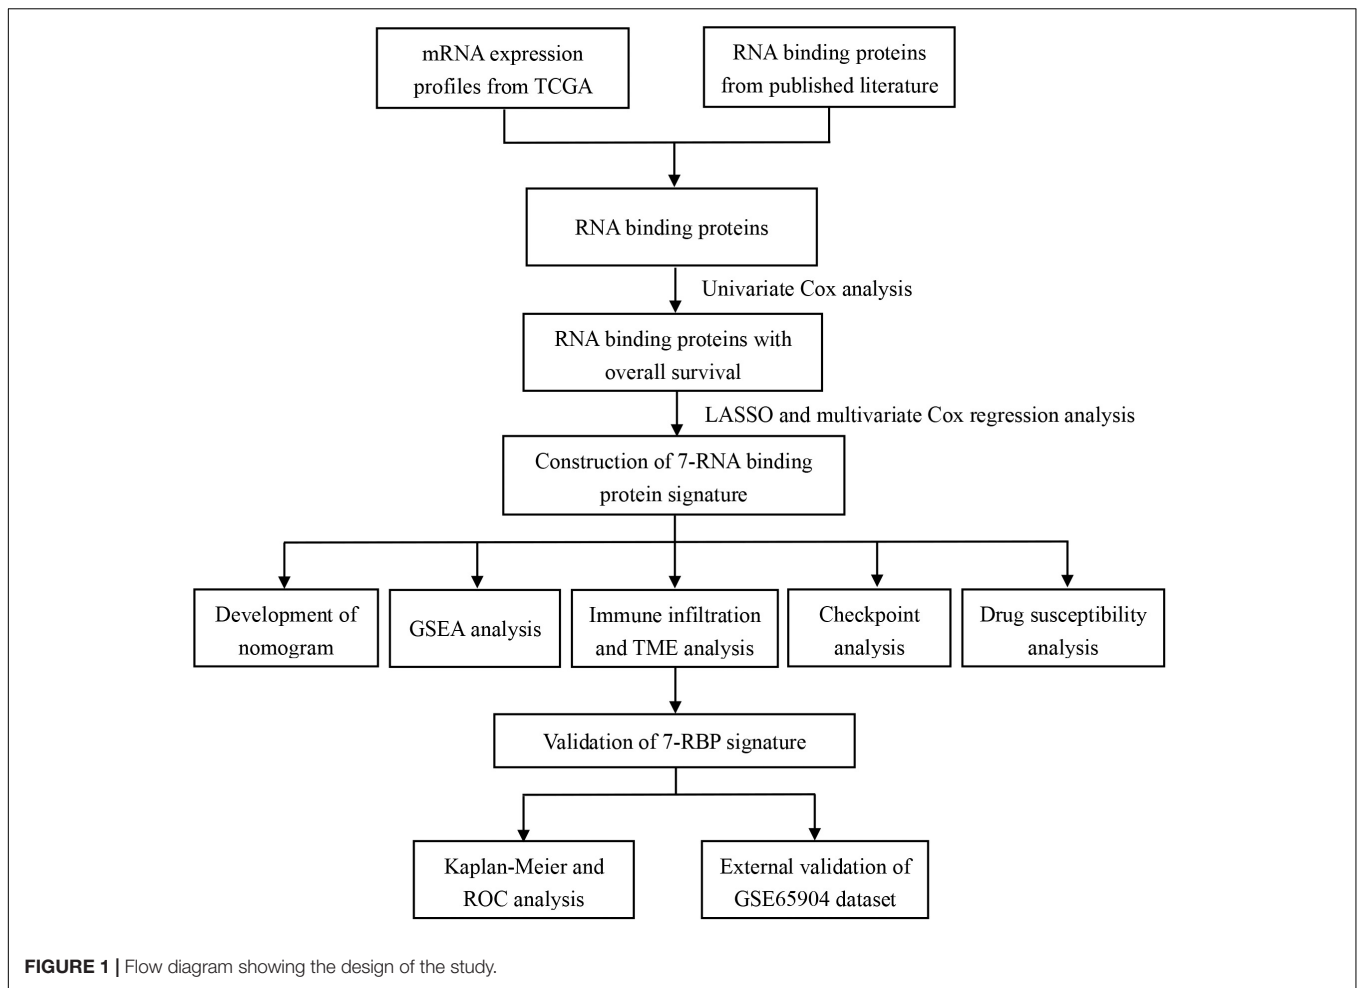 mRNA expression
profiles from TCGA
RNA binding proteins
from published literature
RNA binding proteins
Univariate Cox analysis
RNA binding proteins with
overall survival
LASSO and multivariate Cox regression analysis
Construction of 7-RNA binding
protein signature
Development of
nomogram
GSEA analysis
Immune infiltration
and TME analysis
Checkpoint
analysis
Drug susceptibility
analysis
Validation of 7-RBP signature
Kaplan-Meier and
ROC analysis
External validation of
GSE65904 dataset
FIGURE 1 | Flow diagram showing the design of the study.